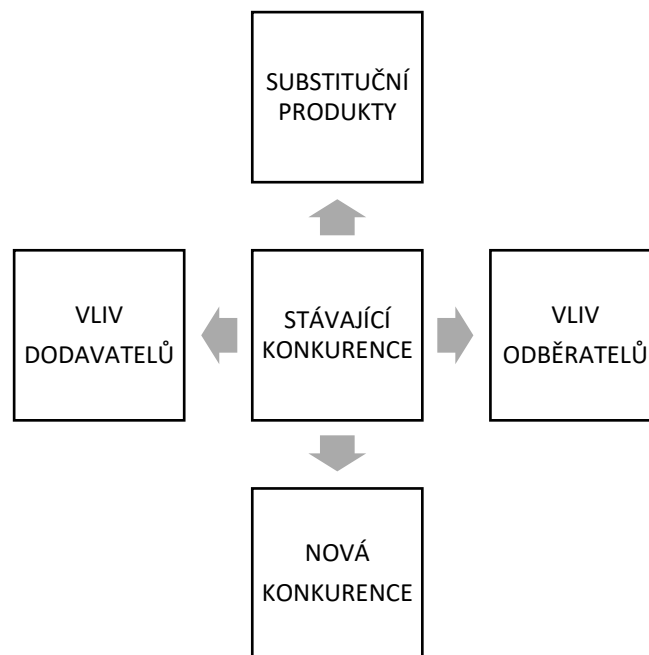 SUBSTITUČNÍ
PRODUKTY
VLIV
DODAVATELŮ
STÁVAJÍCÍ
KONKURENCE
VLIV
ODBĚRATELŮ
NOVÁ
KONKURENCE